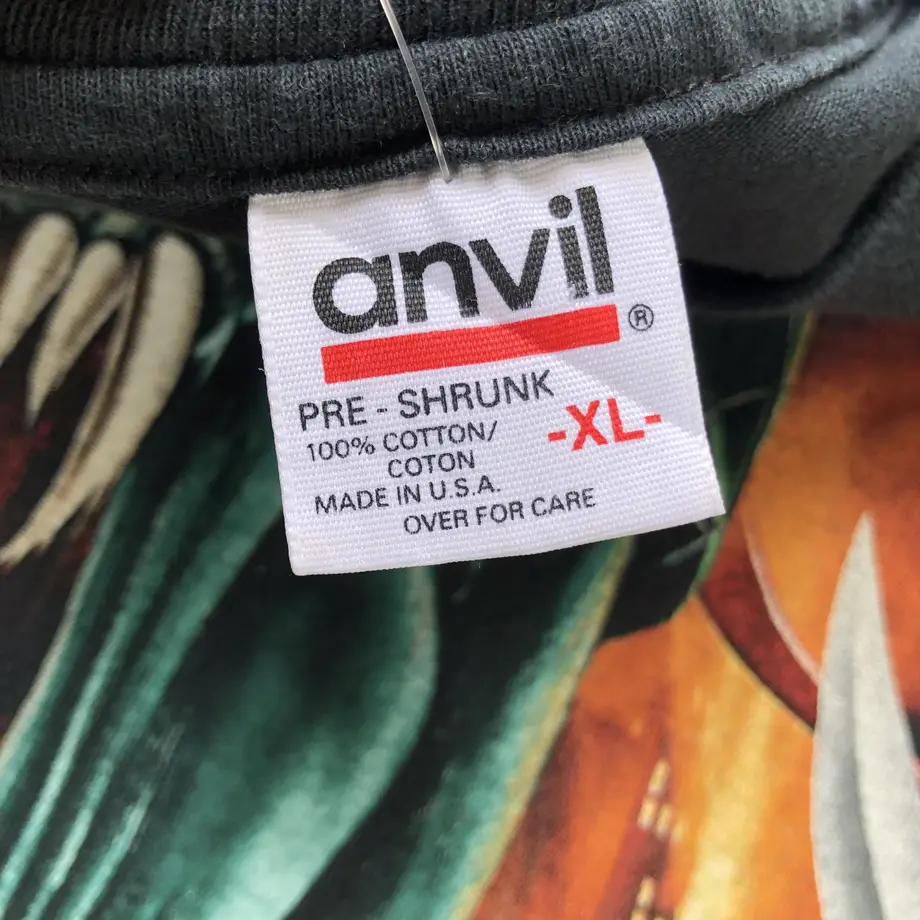 anvil®
PRE - SHRUNK
100% COTTON/
COTON
-XL-
MADE IN U.S.A.
OVER FOR CARE